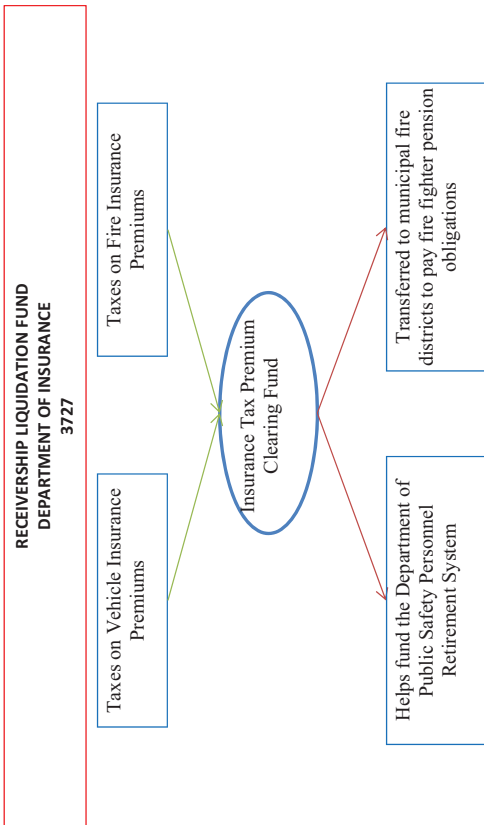 RECEIVERSHIP LIQUIDATION FUND
DEPARTMENT OF INSURANCE
3727
Taxes on Vehicle Insurance
Premiums
Taxes on Fire Insurance
Premiums
Insurance Tax Premium
Clearing Fund
Helps fund the Department of
Public Safety Personnel
Retirement System
Transferred to municipal fire
districts to pay fire fighter pension
obligations